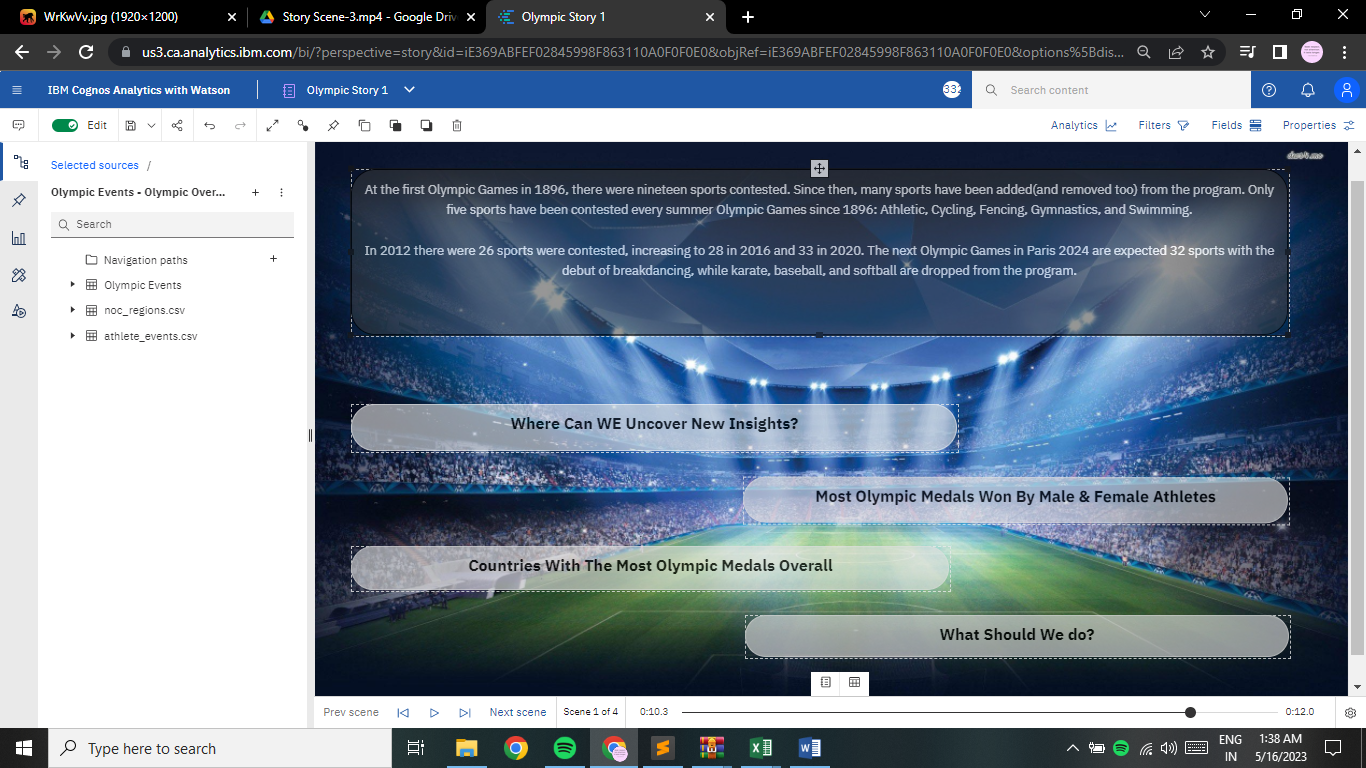 WrKwVv.jpg (1920×1200)
Story Scene-3.mp4 - Google Driv
Olympic Story 1
us3.ca.analytics.ibm.com/bi/?perspective=story&id=iE369ABFEF02845998F863110A0F0F0E0&objRef=iE369ABFEF02845998F863110A0F0F0E0&options%5Bdis...
IBM Cognos Analytics with Watson
Olympic Story 1
332
Search content
Edit
Analytics
Filters
Fields
Properties
Selected sources /
Olympic Events - Olympic Over...
Search
Navigation paths
Olympic Events
noc_regions.csv
athlete_events.csv
At the first Olympic Games in 1896, there were nineteen sports contested. Since then, many sports have been added(and removed too) from the program. Only
five sports have been contested every summer Olympic Games since 1896: Athletic, Cycling, Fencing, Gymnastics, and Swimming.
In 2012 there were 26 sports were contested, increasing to 28 in 2016 and 33 in 2020. The next Olympic Games in Paris 2024 are expected 32 sports with the
debut of breakdancing, while karate, baseball, and softball are dropped from the program.
Where Can WE Uncover New Insights?
Most Olympic Medals Won By Male & Female Athletes
Countries With The Most Olympic Medals Overall
What Should We do?
Prev scene
Next scene
Scene 1 of 4
0:10.3
0:12.0
Type here to search
ENG
IN
1:38 AM
5/16/2023